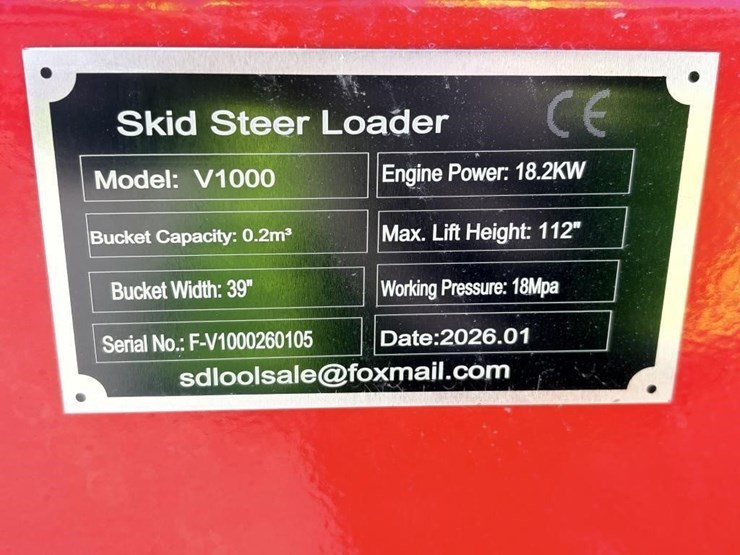 Skid Steer Loader CE
Model: V1000 Engine Power: 18.2KW
Bucket Capacity: 0.2m³ Max. Lift Height: 112"
Bucket Width: 39" Working Pressure: 18Mpa
Serial No.: F-V1000260105 Date:2026.01
sdloolsale@foxmail.com